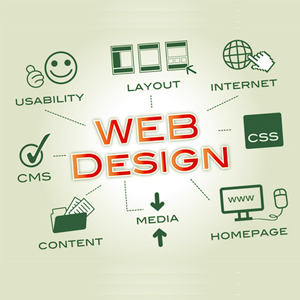 USABILITY
LAYOUT
INTERNET
WEB
DESIGN
CSS
CMS
CONTENT
MEDIA
WWW
HOMEPAGE